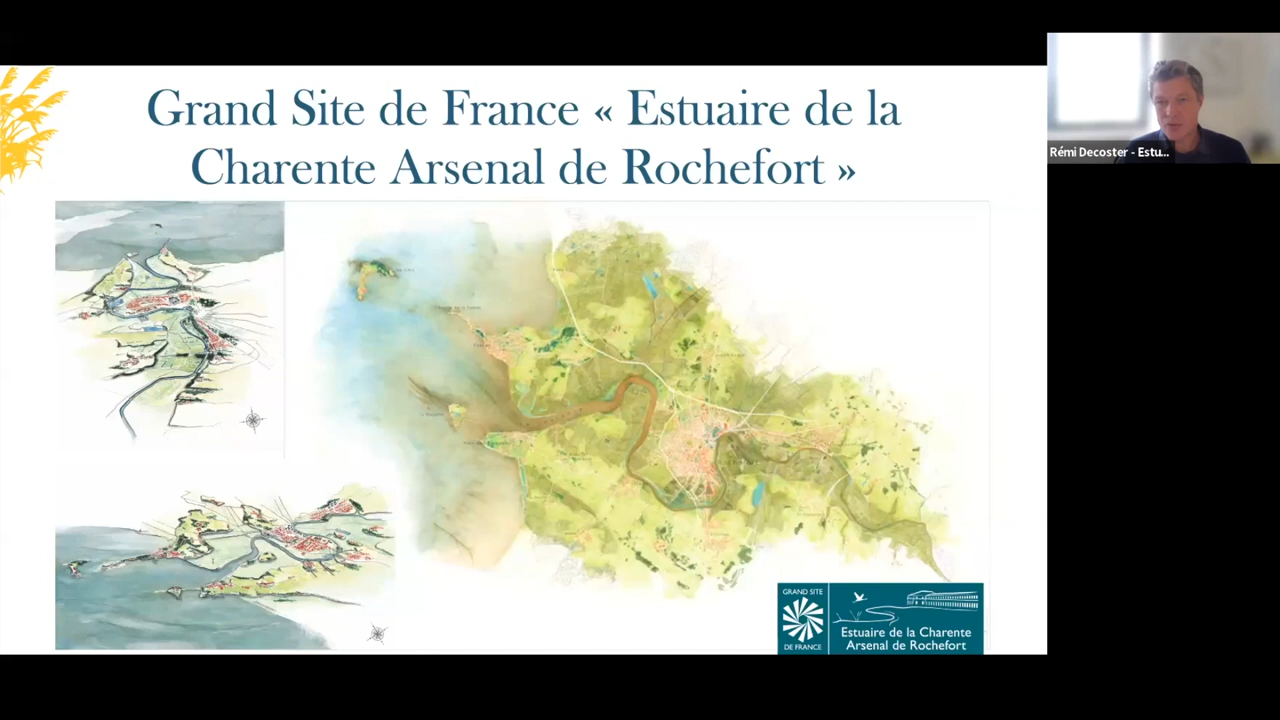 Grand Site de France « Estuaire de la
Charente Arsenal de Rochefort »
Rémi Decoster - Estu...
GRAND SITE
DE FRANCE
Estuaire de la Charente
Arsenal de Rochefort